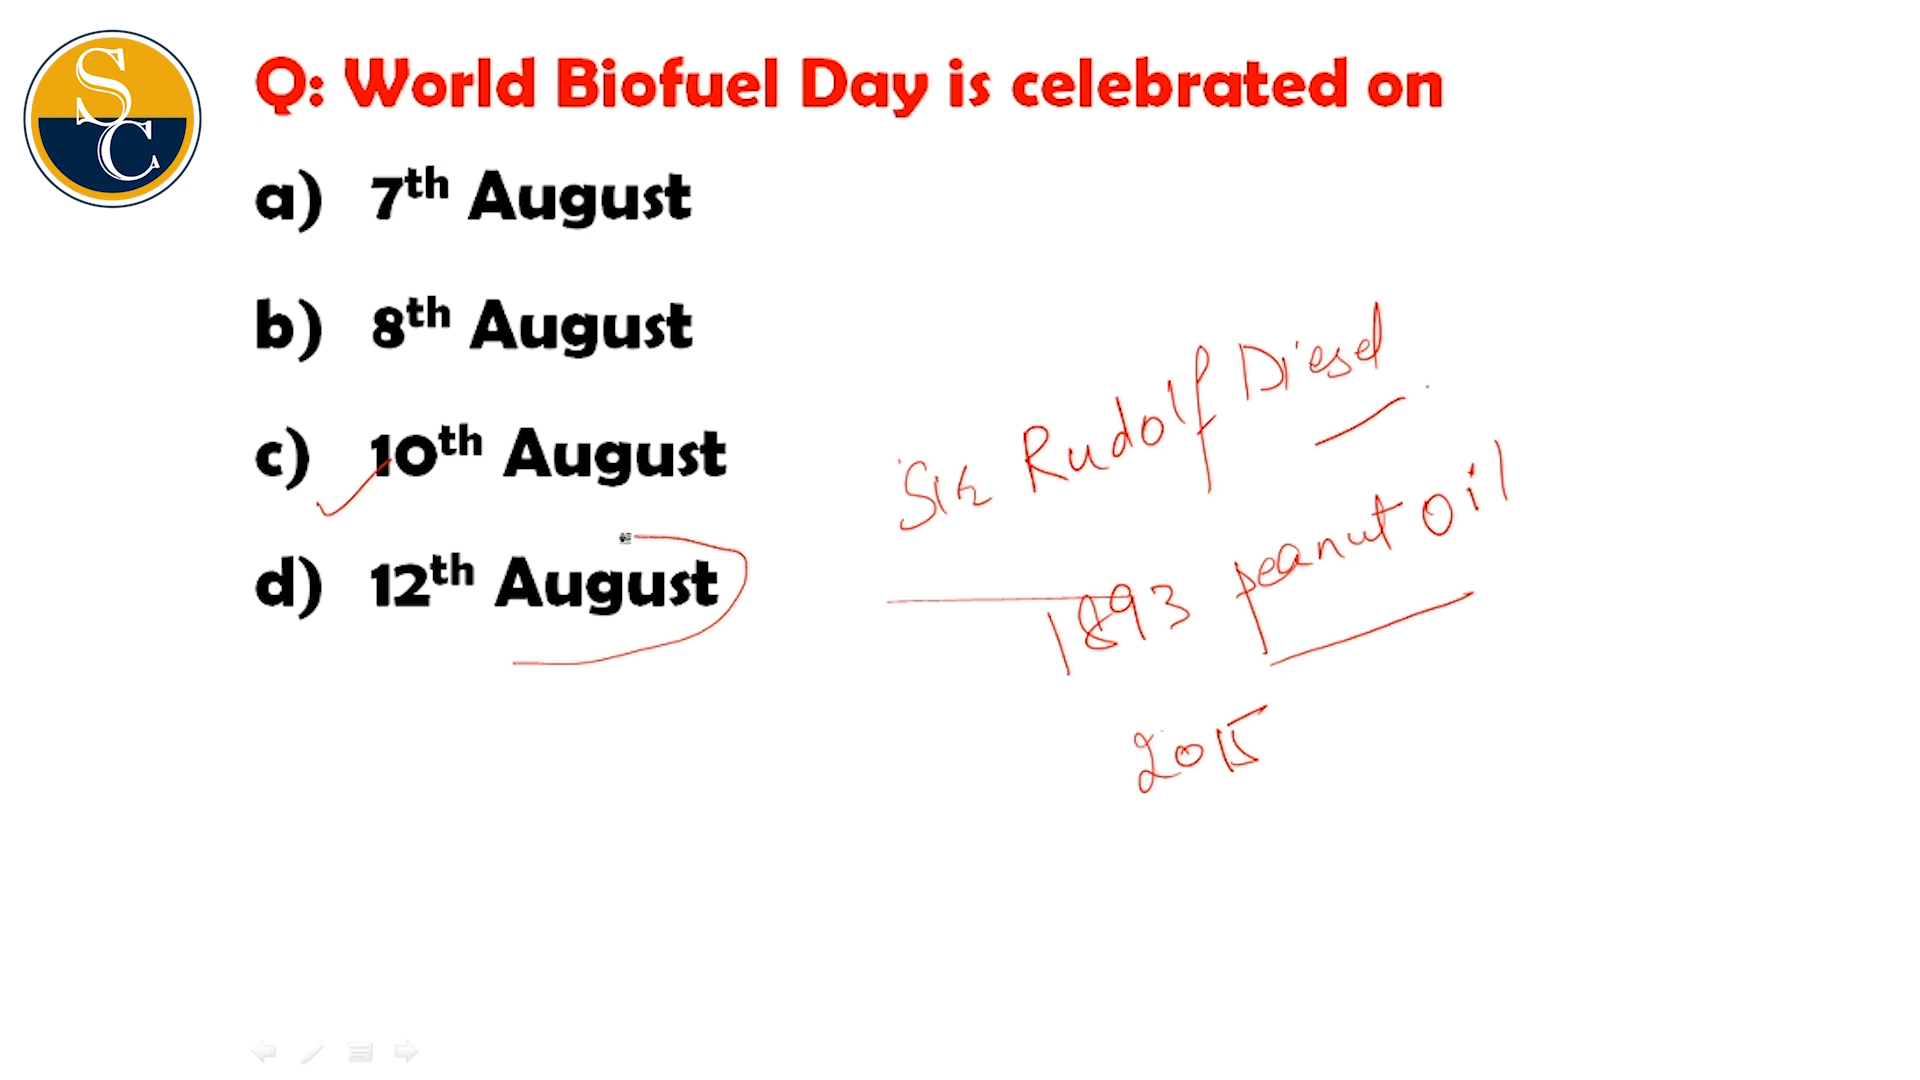 SC
Q: World Biofuel Day is celebrated on
a) 7th August
b) 8th August
c) 10th August
d) 12th August
Sir Rudolf Diesel
1893 peanut oil
2015